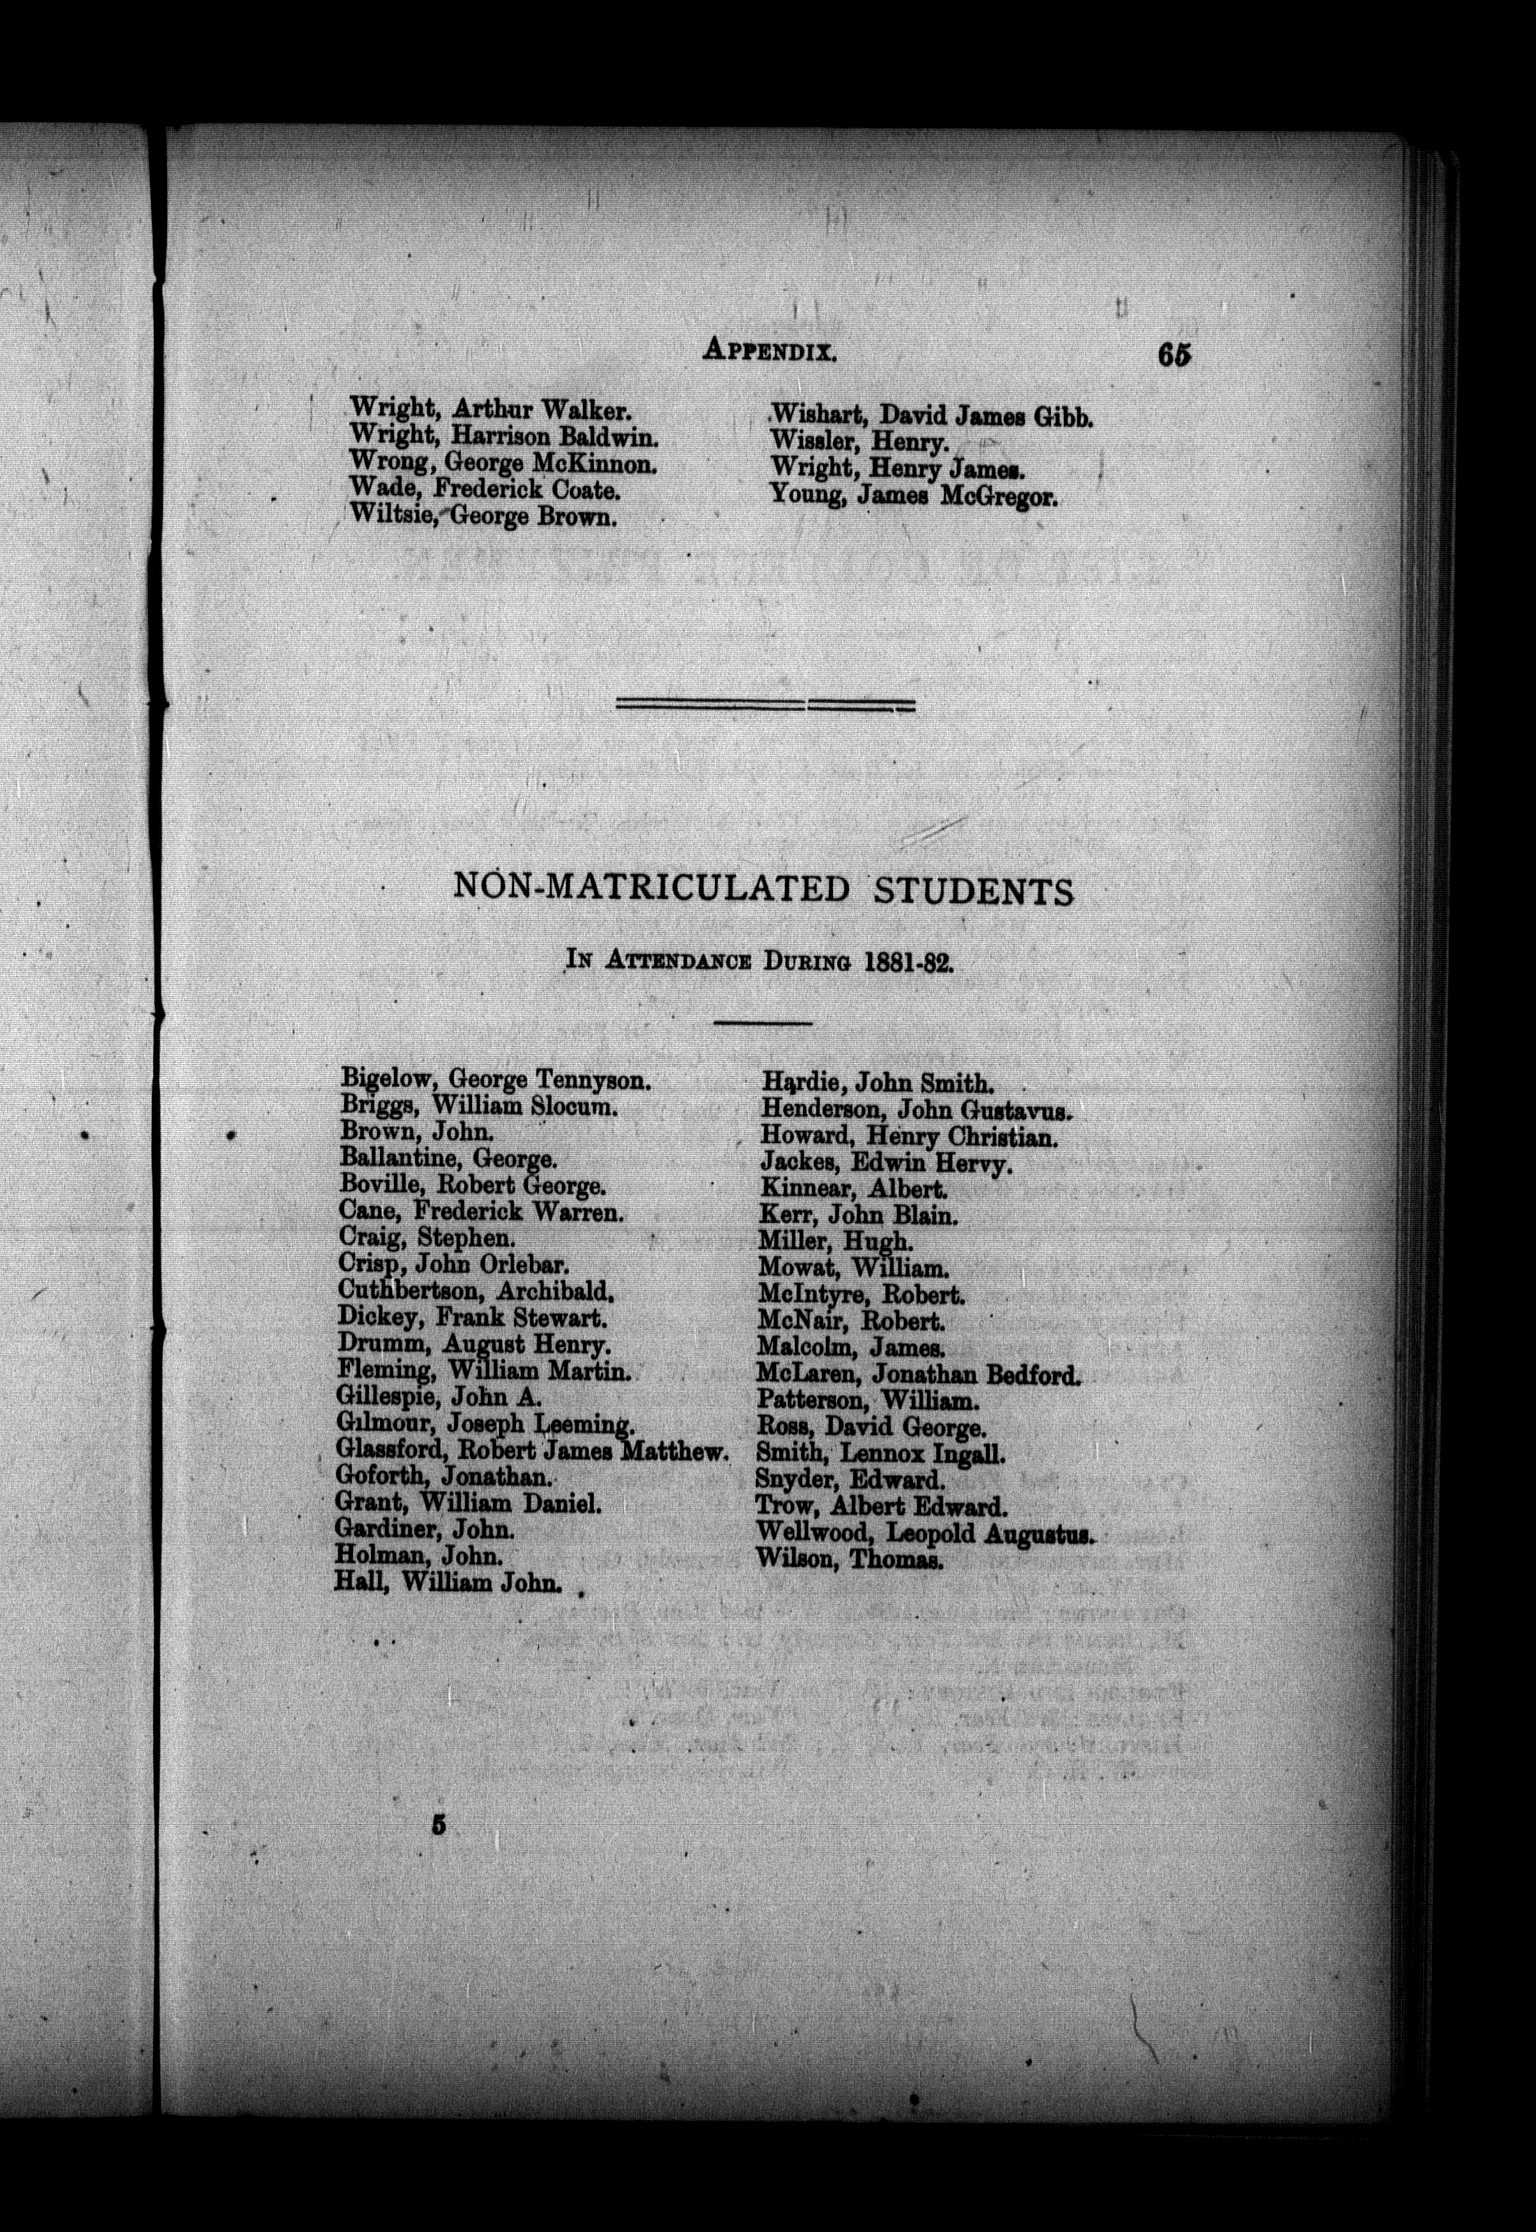 APPENDIX. 65
Wright, Arthur Walker.
Wright, Harrison Baldwin.
Wrong, George McKinnon.
Wade, Frederick Coate.
Wiltsie, George Brown.
Wishart, David James Gibb.
Wissler, Henry.
Wright, Henry James.
Young, James McGregor.
NON-MATRICULATED STUDENTS
IN ATTENDANCE DURING 1881-82.
Bigelow, George Tennyson.
Briggs, William Slocum.
Brown, John.
Ballantine, George.
Boville, Robert George.
Cane, Frederick Warren.
Craig, Stephen.
Crisp, John Orlebar.
Cuthbertson, Archibald.
Dickey, Frank Stewart.
Drumm, August Henry.
Fleming, William Martin.
Gillespie, John A.
Gilmour, Joseph Leeming.
Glassford, Robert James Matthew.
Goforth, Jonathan.
Grant, William Daniel.
Gardiner, John.
Holman, John.
Hall, William John.
Hardie, John Smith.
Henderson, John Gustavus.
Howard, Henry Christian.
Jackes, Edwin Hervy.
Kinnear, Albert.
Kerr, John Blain.
Miller, Hugh.
Mowat, William.
McIntyre, Robert.
McNair, Robert.
Malcolm, James.
McLaren, Jonathan Bedford.
Patterson, William.
Ross, David George.
Smith, Lennox Ingall.
Snyder, Edward.
Trow, Albert Edward.
Wellwood, Leopold Augustus.
Wilson, Thomas.
5